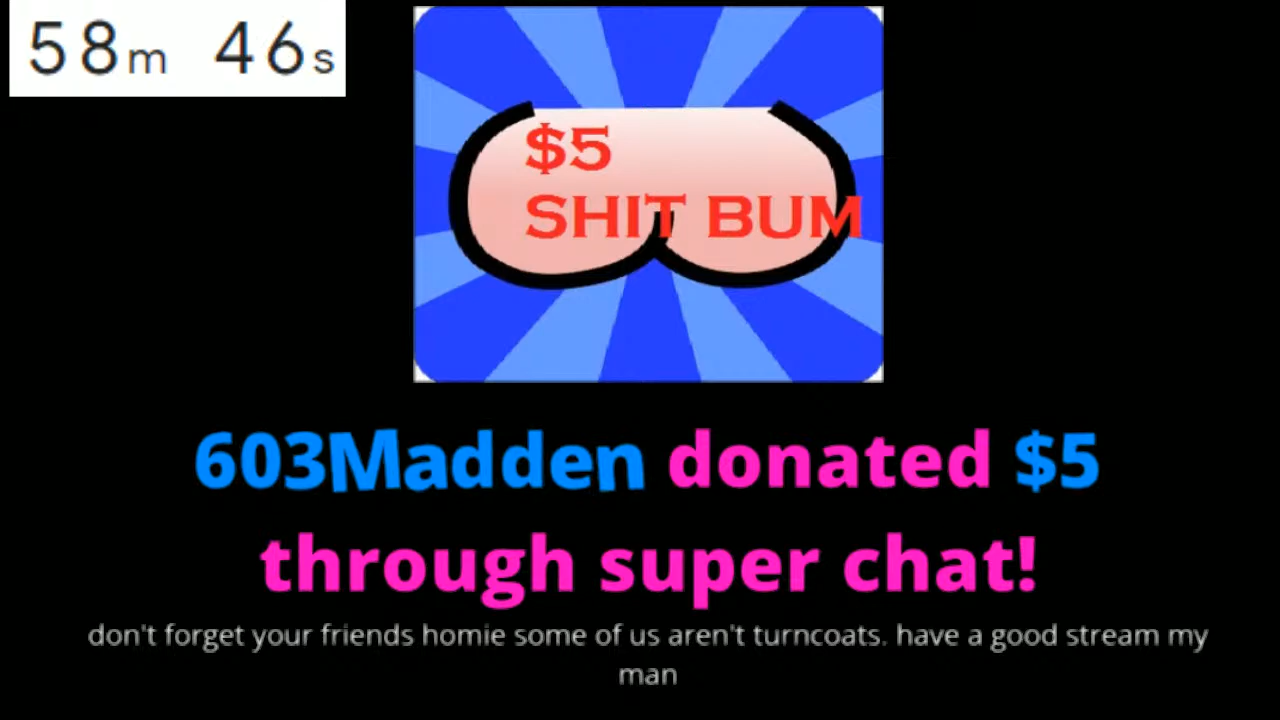 58m 46s
$5
SHIT BUM
603Madden donated $5
through super chat!
don't forget your friends homie some of us aren't turncoats. have a good stream my
man